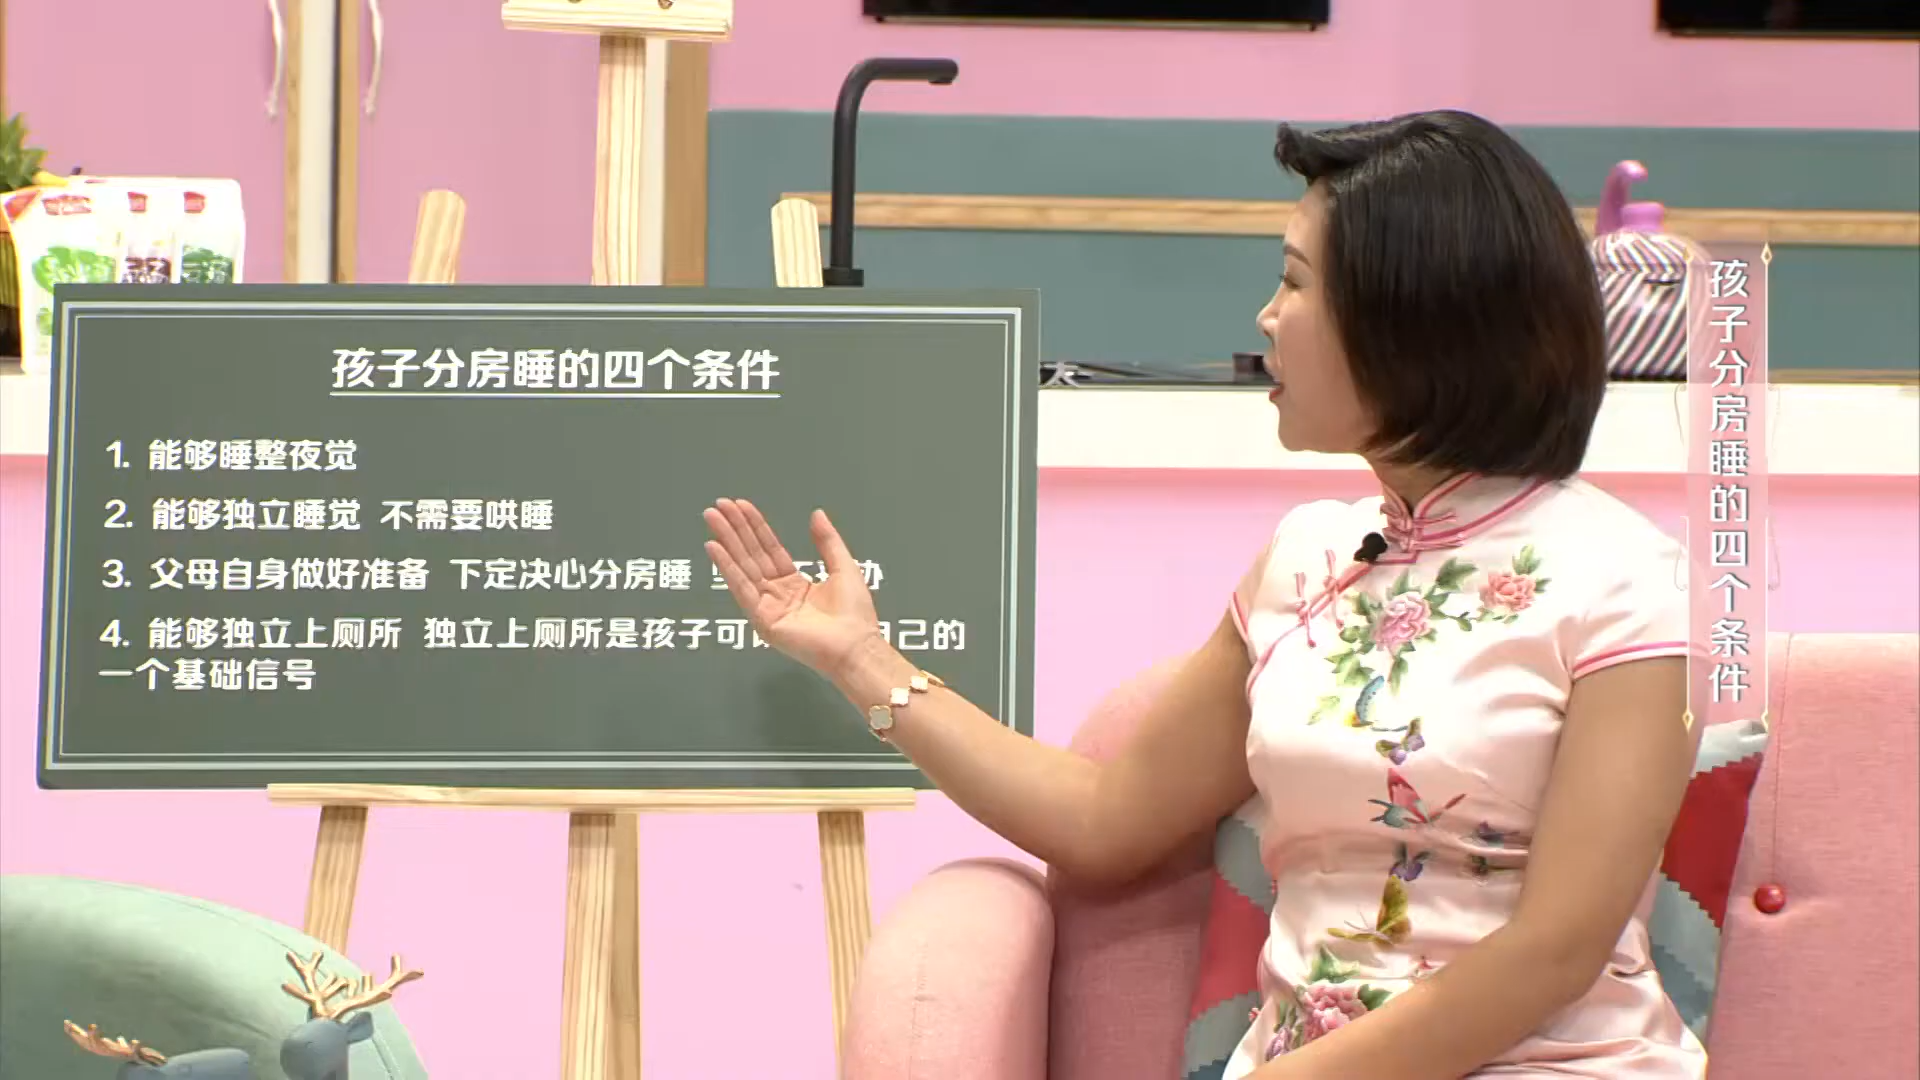 孩子分房睡的四个条件
1. 能够睡整夜觉
2. 能够独立睡觉 不需要哄睡
3. 父母自身做好准备 下定决心分房睡 不 协
4. 能够独立上厕所 独立上厕所是孩子可 自己的
一个基础信号
孩子分房睡的四个条件